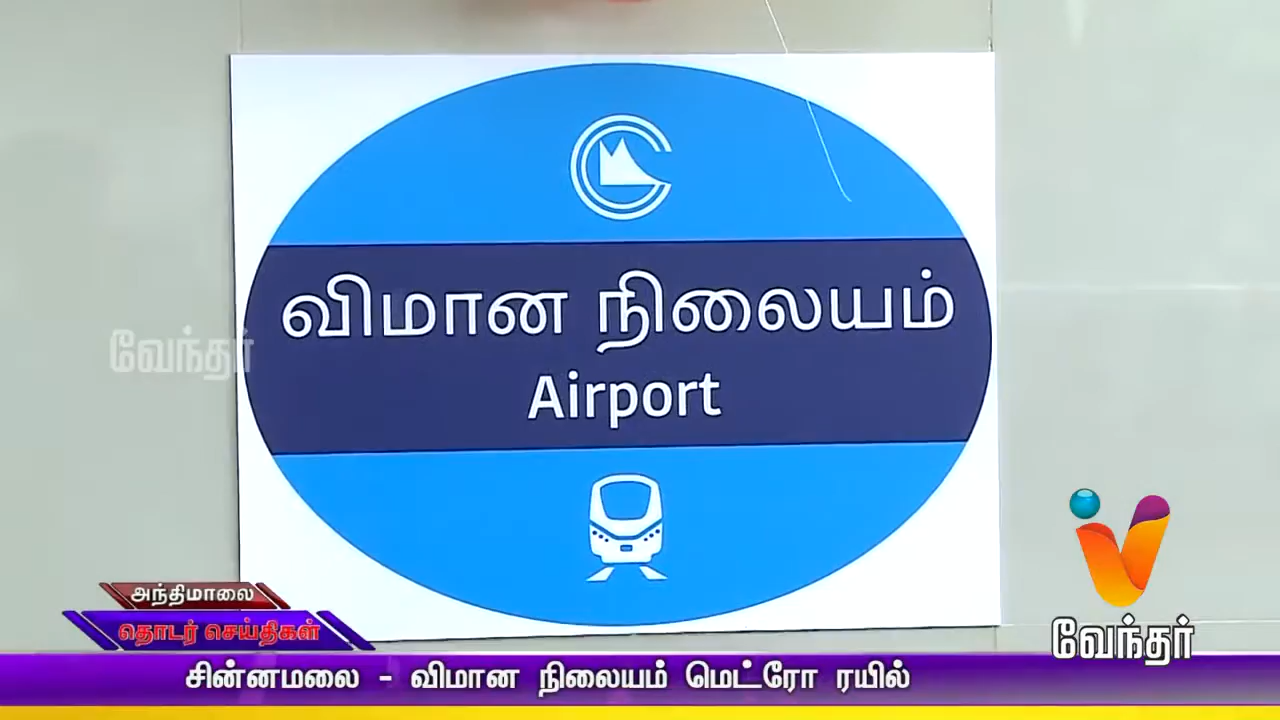 விமான நிலையம்
Airport
வேந்தர்
அந்திமாலை
தொடர் செய்திகள்
வேந்தர்
சின்னமலை - விமான நிலையம் மெட்ரோ ரயில்